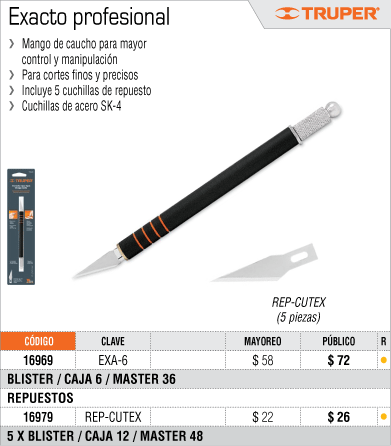 Exacto profesional
TRUPER®
Mango de caucho para mayor
control y manipulación
Para cortes finos y precisos
Incluye 5 cuchillas de repuesto
Cuchillas de acero SK-4
TRUPER
REP-CUTEX
(5 piezas)
CÓDIGO CLAVE MAYOREO PÚBLICO R
16969 EXA-6 $ 58 $ 72
BLISTER / CAJA 6 / MASTER 36
REPUESTOS
16979 REP-CUTEX $ 22 $ 26
5 X BLISTER / CAJA 12 / MASTER 48